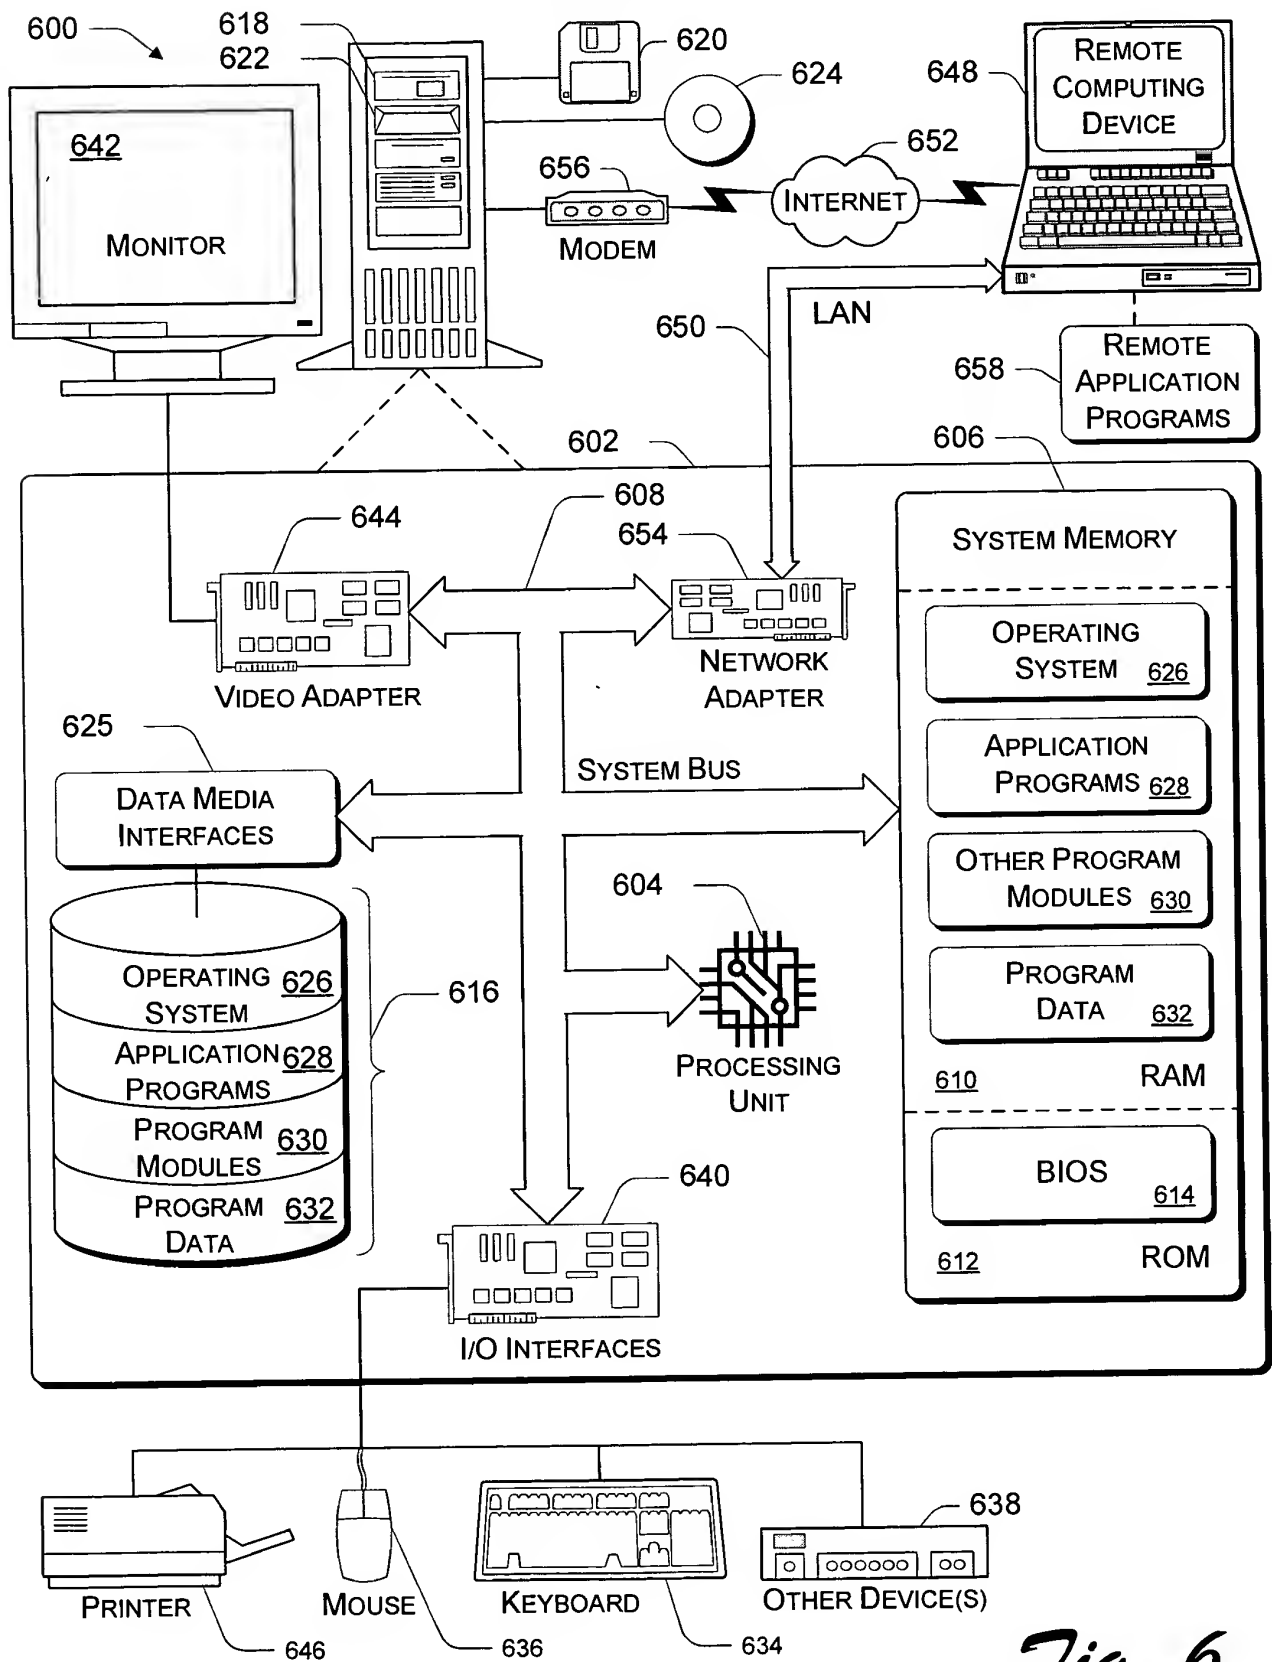 600
618
622
620
624
648
REMOTE
COMPUTING
DEVICE
642
MONITOR
656
MODEM
652
INTERNET
LAN
650
658
REMOTE
APPLICATION
PROGRAMS
602
606
608
644
654
VIDEO ADAPTER
NETWORK
ADAPTER
SYSTEM MEMORY
OPERATING
SYSTEM 626
APPLICATION
PROGRAMS 628
OTHER PROGRAM
MODULES 630
PROGRAM
DATA 632
610 RAM
BIOS
614
612 ROM
625
DATA MEDIA
INTERFACES
SYSTEM BUS
604
PROCESSING
UNIT
616
OPERATING
SYSTEM 626
APPLICATION 628
PROGRAMS
PROGRAM
MODULES 630
PROGRAM
DATA 632
640
I/O INTERFACES
PRINTER
646
MOUSE
636
KEYBOARD
634
638
OTHER DEVICE(S)
Fig. 6